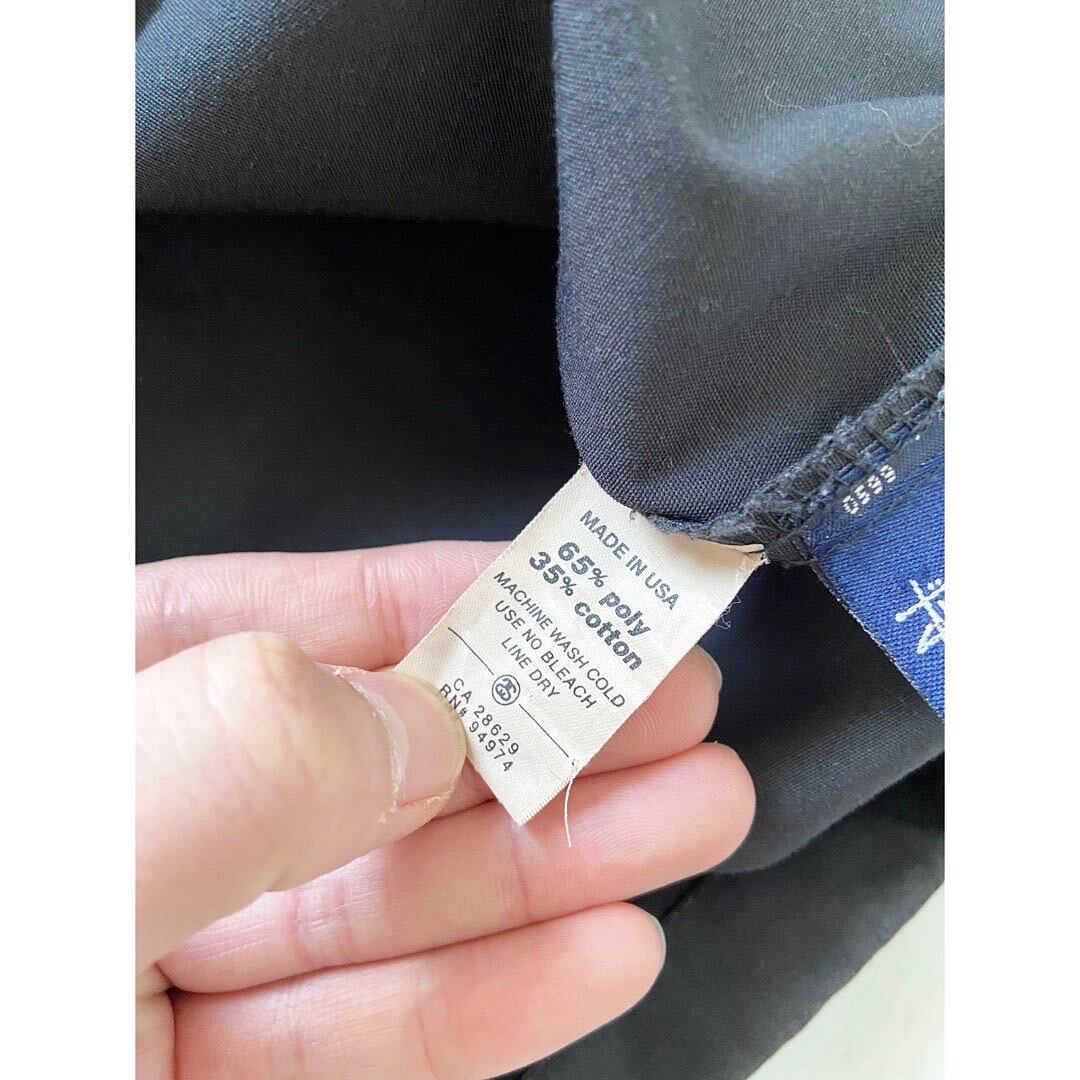 MADE IN USA
65% poly
35% cotton
MACHINE WASH COLD
USE NO BLEACH
LINE DRY
CA 28629
RN# 94974